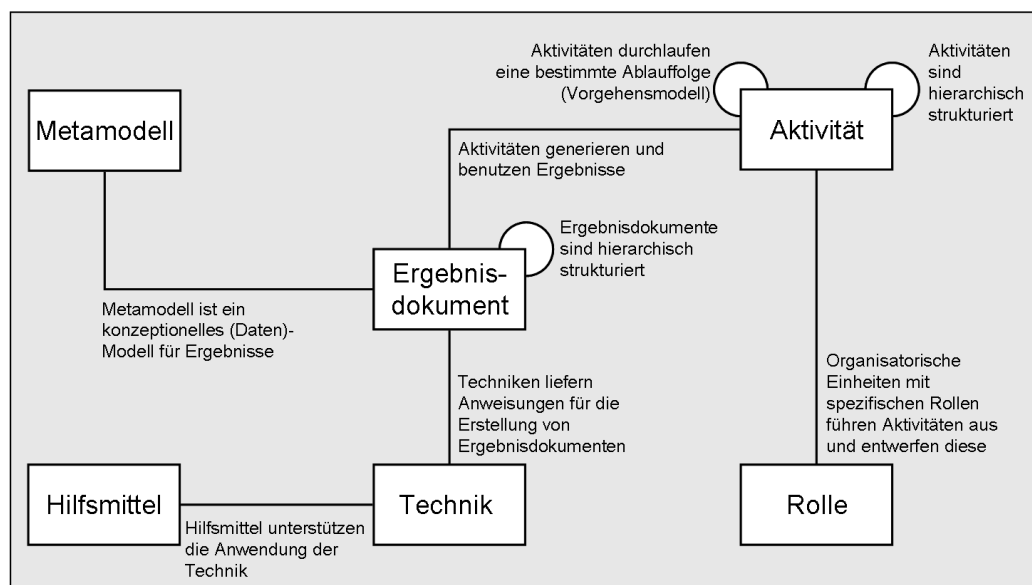 Aktivitäten durchlaufen
eine bestimmte Ablauffolge
(Vorgehensmodell)
Aktivitäten
sind
hierarchisch
strukturiert
Metamodell
Aktivität
Aktivitäten generieren und
benutzen Ergebnisse
Ergebnisdokumente
sind hierarchisch
strukturiert
Ergebnis-
dokument
Metamodell ist ein
konzeptionelles (Daten)-
Modell für Ergebnisse
Techniken liefern
Anweisungen für die
Erstellung von
Ergebnisdokumenten
Organisatorische
Einheiten mit
spezifischen Rollen
führen Aktivitäten aus
und entwerfen diese
Hilfsmittel
Technik
Rolle
Hilfsmittel unterstützen
die Anwendung der
Technik